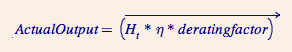 ActualOutput = (H_t * η * deratingfactor)